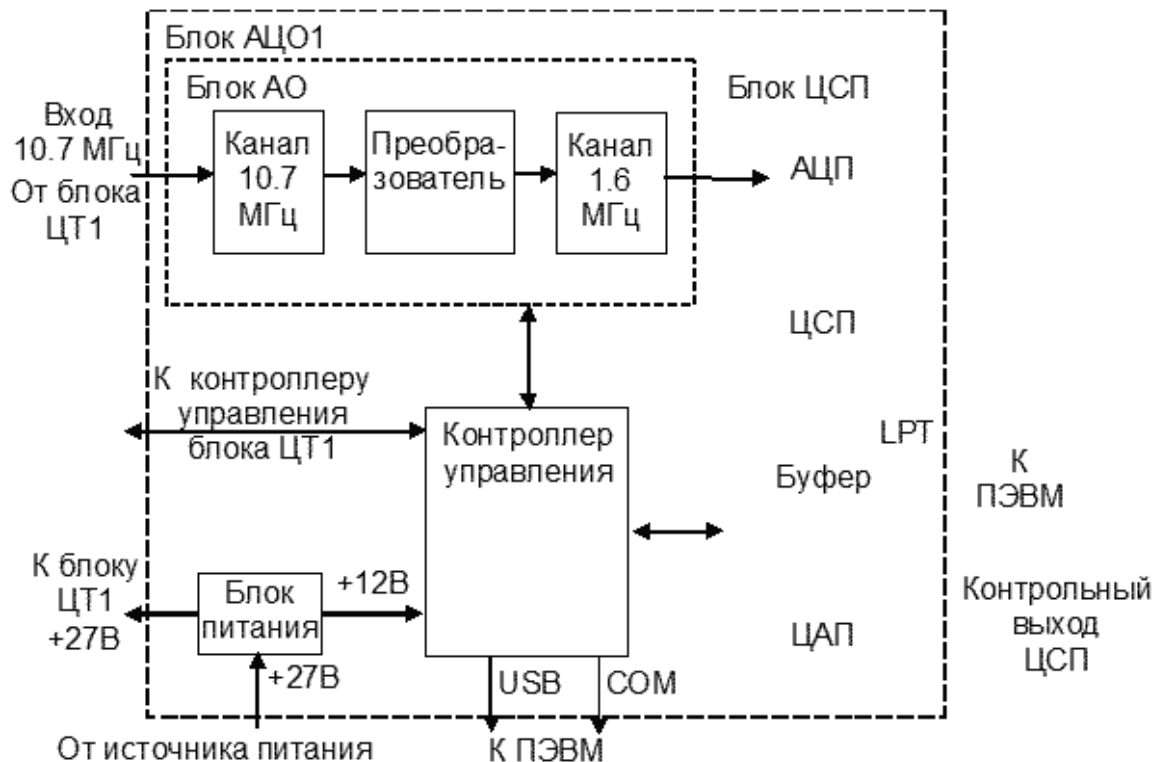 Блок АЦО1
Блок АО
Блок ЦСП
Вход
10.7 МГц
От блока
ЦТ1
Канал
10.7
МГц
Преобра-
зователь
Канал
1.6
МГц
АЦП
ЦСП
К контроллеру
управления
блока ЦТ1
Контроллер
управления
LPT
Буфер
К
ПЭВМ
К блоку
ЦТ1
+27В
Блок
питания
+12В
+27В
ЦАП
Контрольный
выход
ЦСП
USB
COM
От источника питания
К ПЭВМ